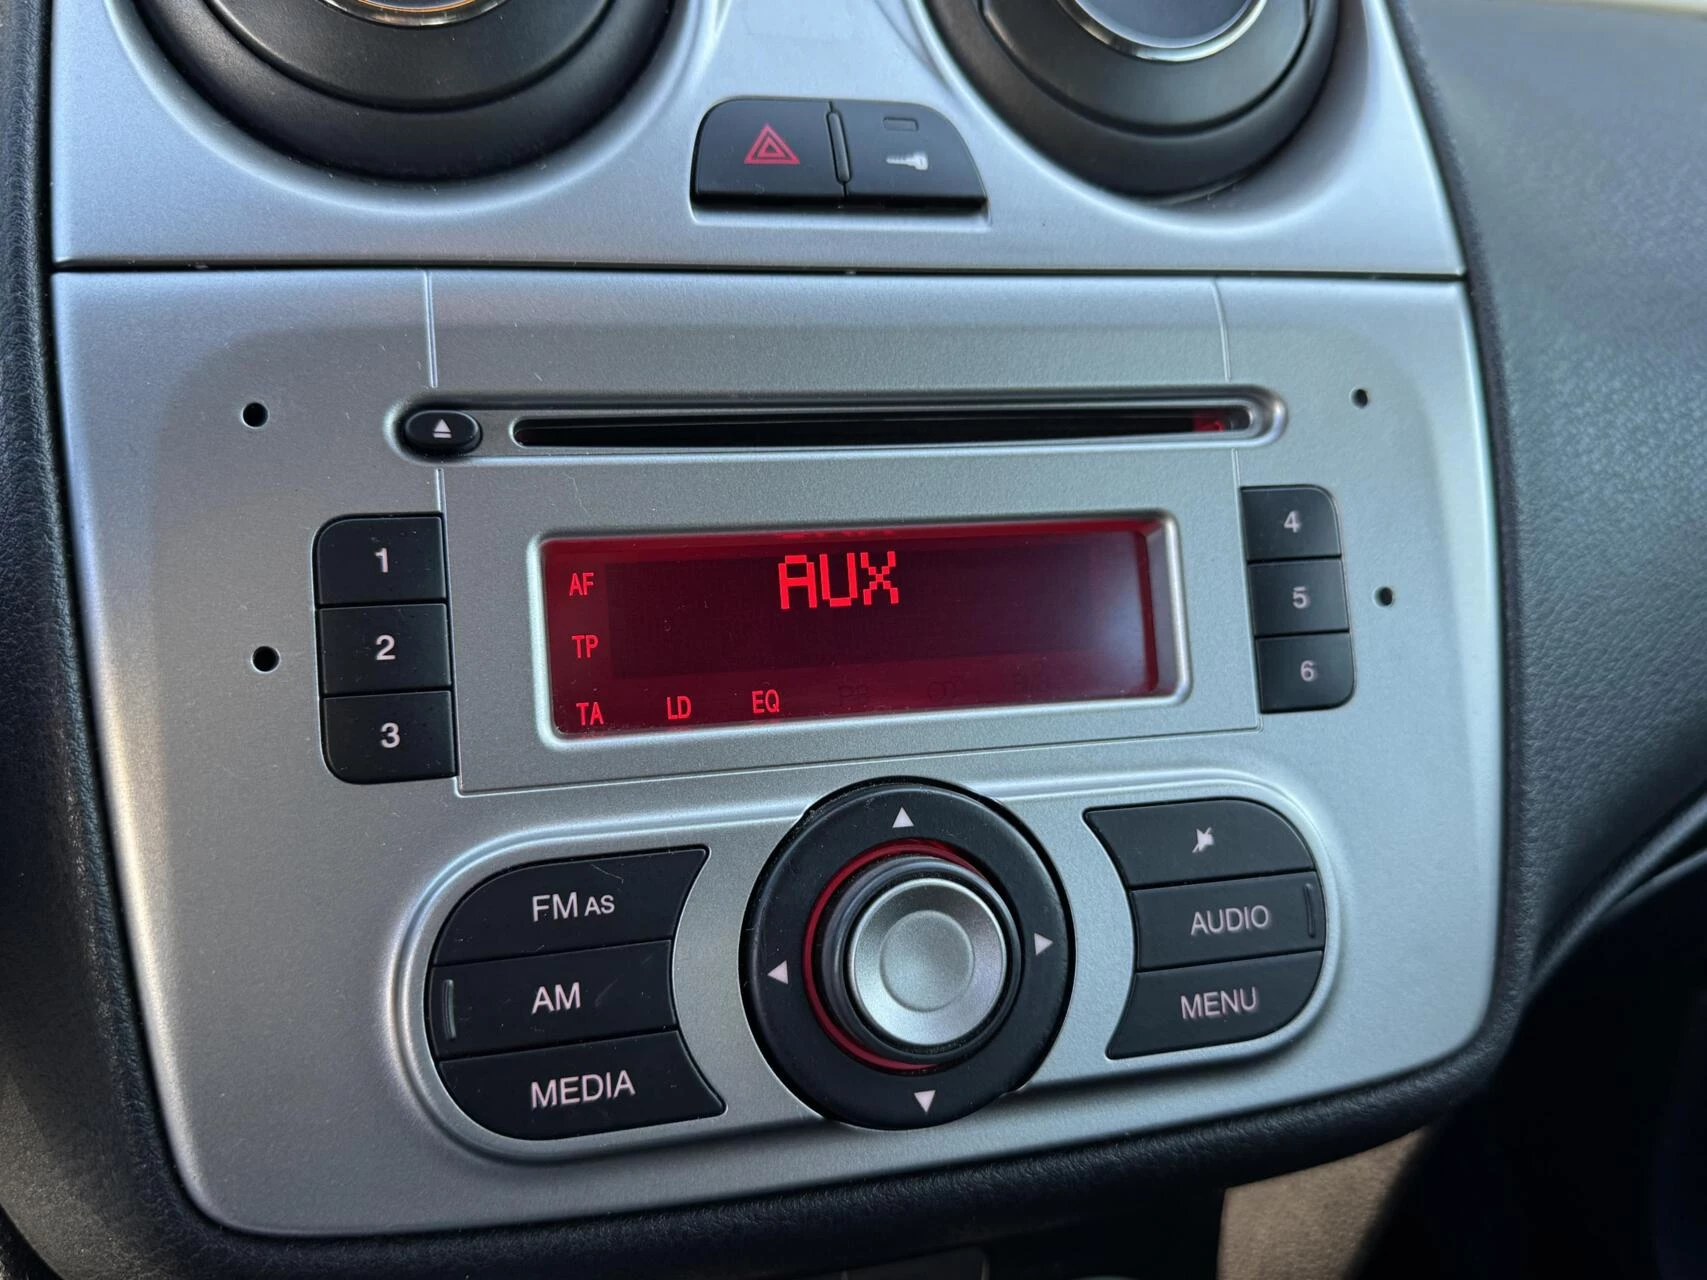 1
2
3
4
5
6
AUX
AF
TP
TA LD EQ
FM AS
AM
MEDIA
AUDIO
MENU